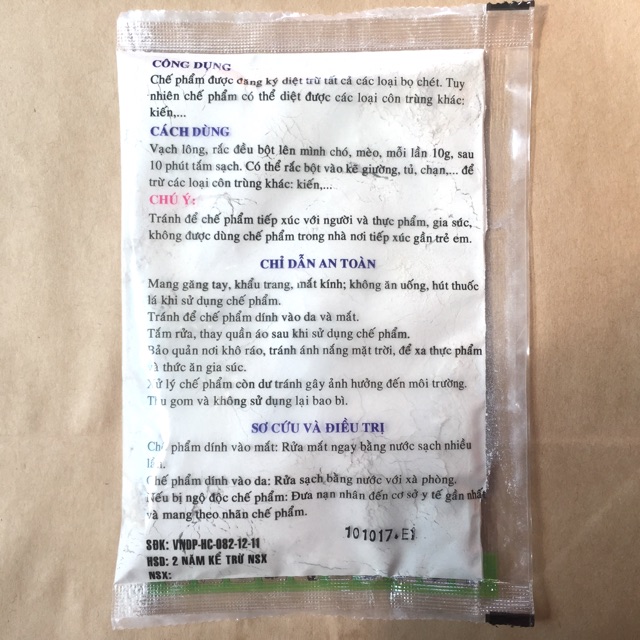 CÔNG DỤNG
Chế phẩm được đăng ký diệt trừ tất cả các loại bọ chét. Tuy
nhiên chế phẩm có thể diệt được các loại côn trùng khác:
kiến,...
CÁCH DÙNG
Vạch lông, rắc đều bột lên mình chó, mèo, mỗi lần 10g, sau
10 phút tắm sạch. Có thể rắc bột vào kẽ giường, tủ, chạn,... để
trừ các loại côn trùng khác: kiến,...
CHÚ Ý:
Tránh để chế phẩm tiếp xúc với người và thực phẩm, gia súc,
không được dùng chế phẩm trong nhà nơi tiếp xúc gần trẻ em.
CHỈ DẪN AN TOÀN
Mang găng tay, khẩu trang, mắt kính; không ăn uống, hút thuốc
lá khi sử dụng chế phẩm.
Tránh để chế phẩm dính vào da và mắt.
Tắm rửa, thay quần áo sau khi sử dụng chế phẩm.
Bảo quản nơi khô ráo, tránh ánh nắng mặt trời, để xa thực phẩm
và thức ăn gia súc.
Xử lý chế phẩm còn dư tránh gây ảnh hưởng đến môi trường.
Thu gom và không sử dụng lại bao bì.
SƠ CỨU VÀ ĐIỀU TRỊ
Chế phẩm dính vào mắt: Rửa mắt ngay bằng nước sạch nhiều
lần.
Chế phẩm dính vào da: Rửa sạch bằng nước với xà phòng.
Nếu bị ngộ độc chế phẩm: Đưa nạn nhân đến cơ sở y tế gần nhất
và mang theo nhãn chế phẩm.
101017.E1
SĐK: VNDP-HC-082-12-11
HSD: 2 NĂM KỂ TRỪ NSX
NSX: